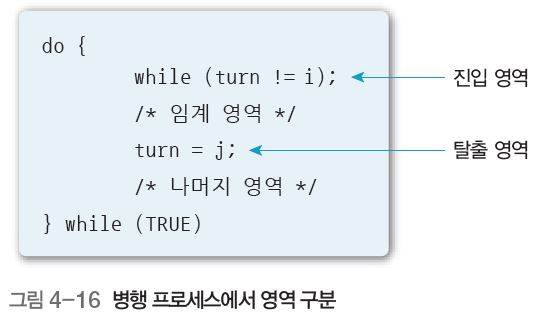 do {
while (turn != i); 진입 영역
/* 임계 영역 */
turn = j; 탈출 영역
/* 나머지 영역 */
} while (TRUE)
그림 4-16 병행 프로세스에서 영역 구분